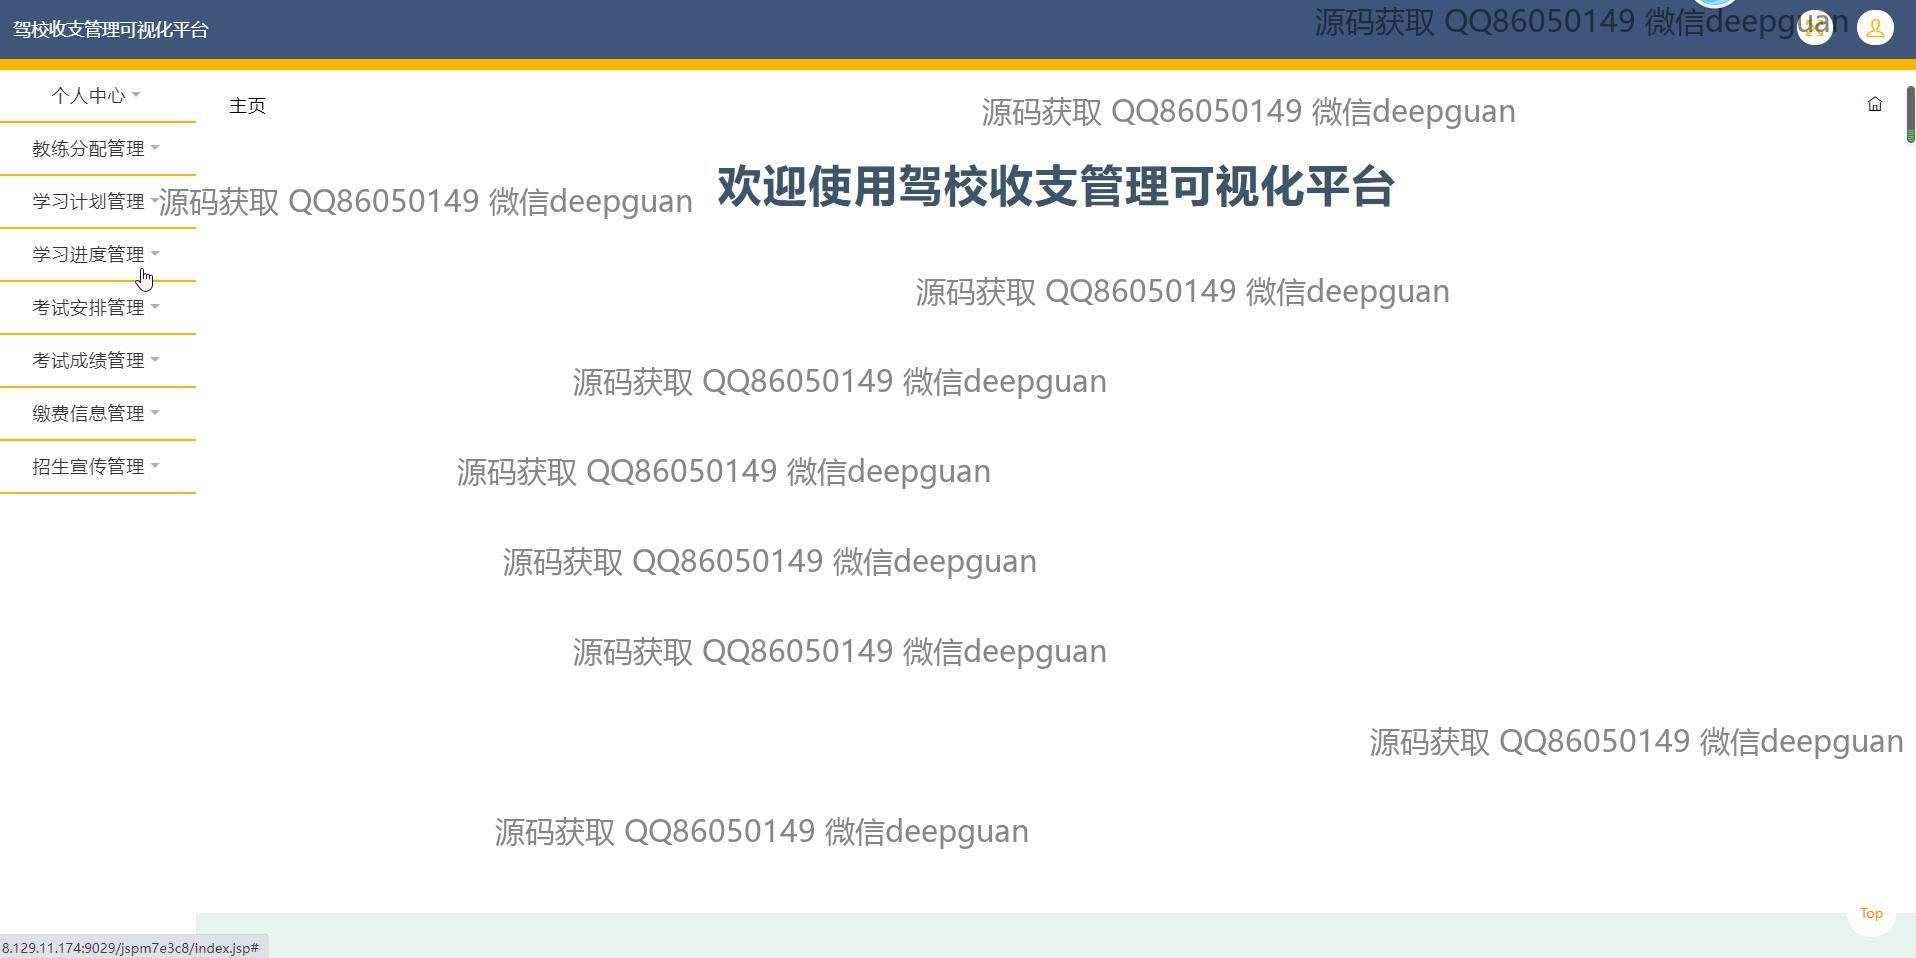 驾校收支管理可视化平台
源码获取 QQ86050149 微信deepguan
个人中心
主页
源码获取 QQ86050149 微信deepguan
教练分配管理
欢迎使用驾校收支管理可视化平台
学习计划管理
源码获取 QQ86050149 微信deepguan
学习进度管理
源码获取 QQ86050149 微信deepguan
考试安排管理
考试成绩管理
源码获取 QQ86050149 微信deepguan
缴费信息管理
招生宣传管理
源码获取 QQ86050149 微信deepguan
源码获取 QQ86050149 微信deepguan
源码获取 QQ86050149 微信deepguan
源码获取 QQ86050149 微信deepguan
源码获取 QQ86050149 微信deepguan
Top
8.129.11.174:9029/jspm7e3c8/index.jsp#